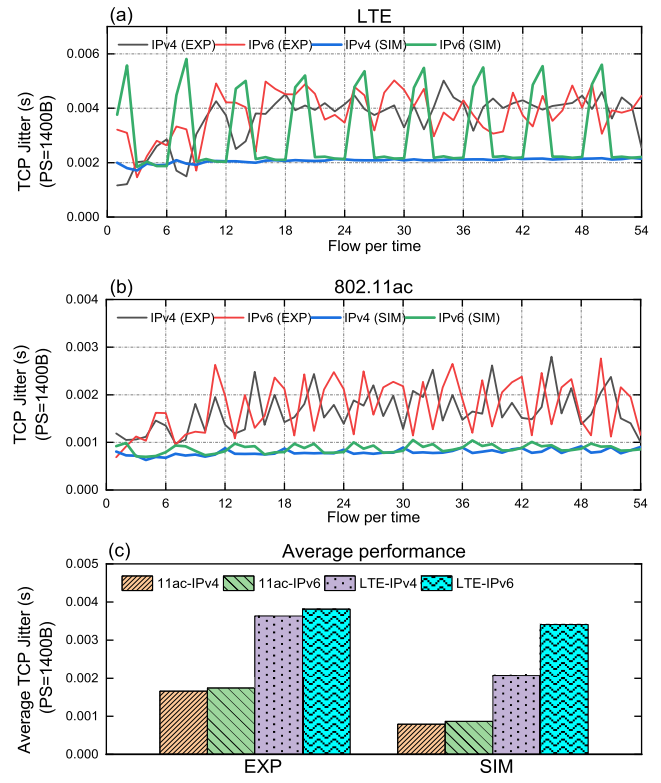 (a) LTE
IPv4 (EXP) IPv6 (EXP) IPv4 (SIM) IPv6 (SIM)
TCP Jitter (s)
(PS=1400B)
0.006
0.004
0.002
0.000
0 6 12 18 24 30 36 42 48 54
Flow per time
(b) 802.11ac
IPv4 (EXP) IPv6 (EXP) IPv4 (SIM) IPv6 (SIM)
TCP Jitter (s)
(PS=1400B)
0.004
0.003
0.002
0.001
0.000
0 6 12 18 24 30 36 42 48 54
Flow per time
(c) Average performance
11ac-IPv4 11ac-IPv6 LTE-IPv4 LTE-IPv6
Average TCP Jitter (s)
(PS=1400B)
0.005
0.004
0.003
0.002
0.001
0.000
EXP SIM